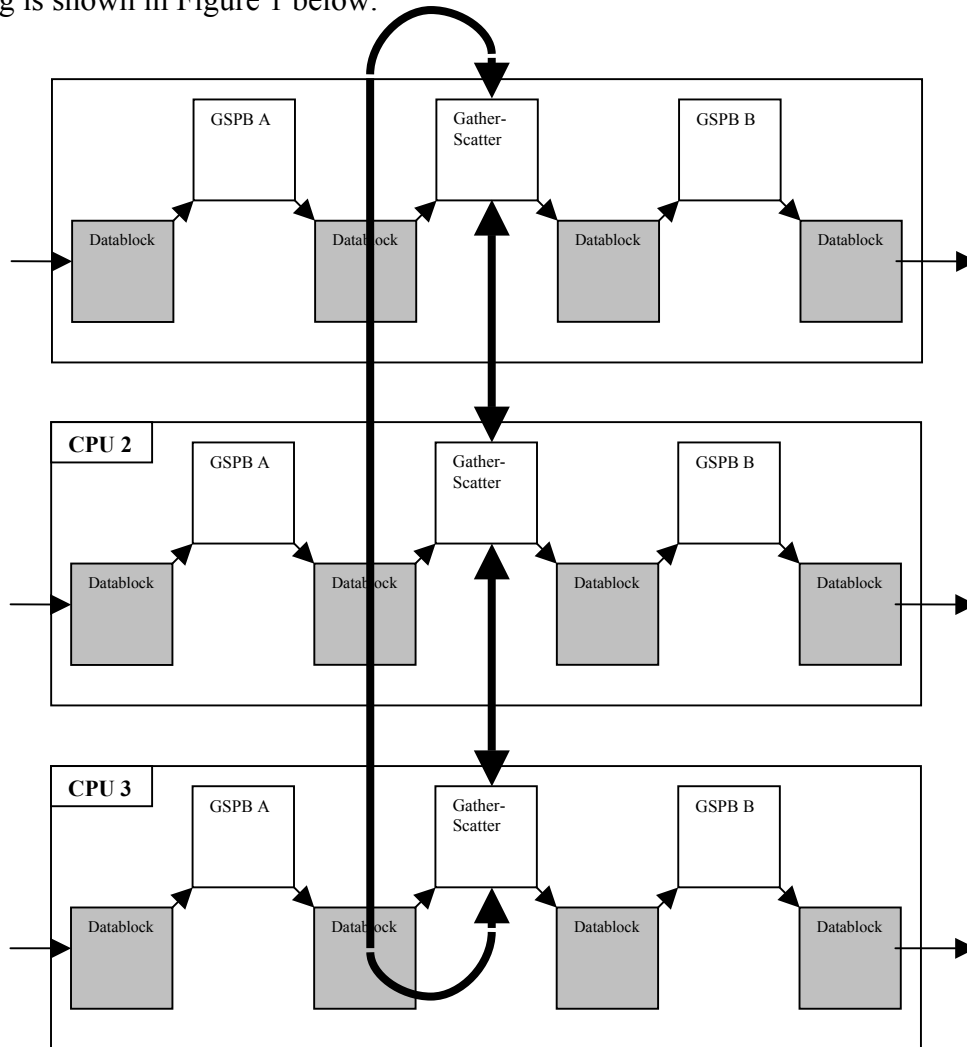 g is shown in Figure 1 below.
GSPB A
Gather-
Scatter
GSPB B
Datablock
Datablock
Datablock
Datablock
CPU 2
GSPB A
Gather-
Scatter
GSPB B
Datablock
Datablock
Datablock
Datablock
CPU 3
GSPB A
Gather-
Scatter
GSPB B
Datablock
Datablock
Datablock
Datablock